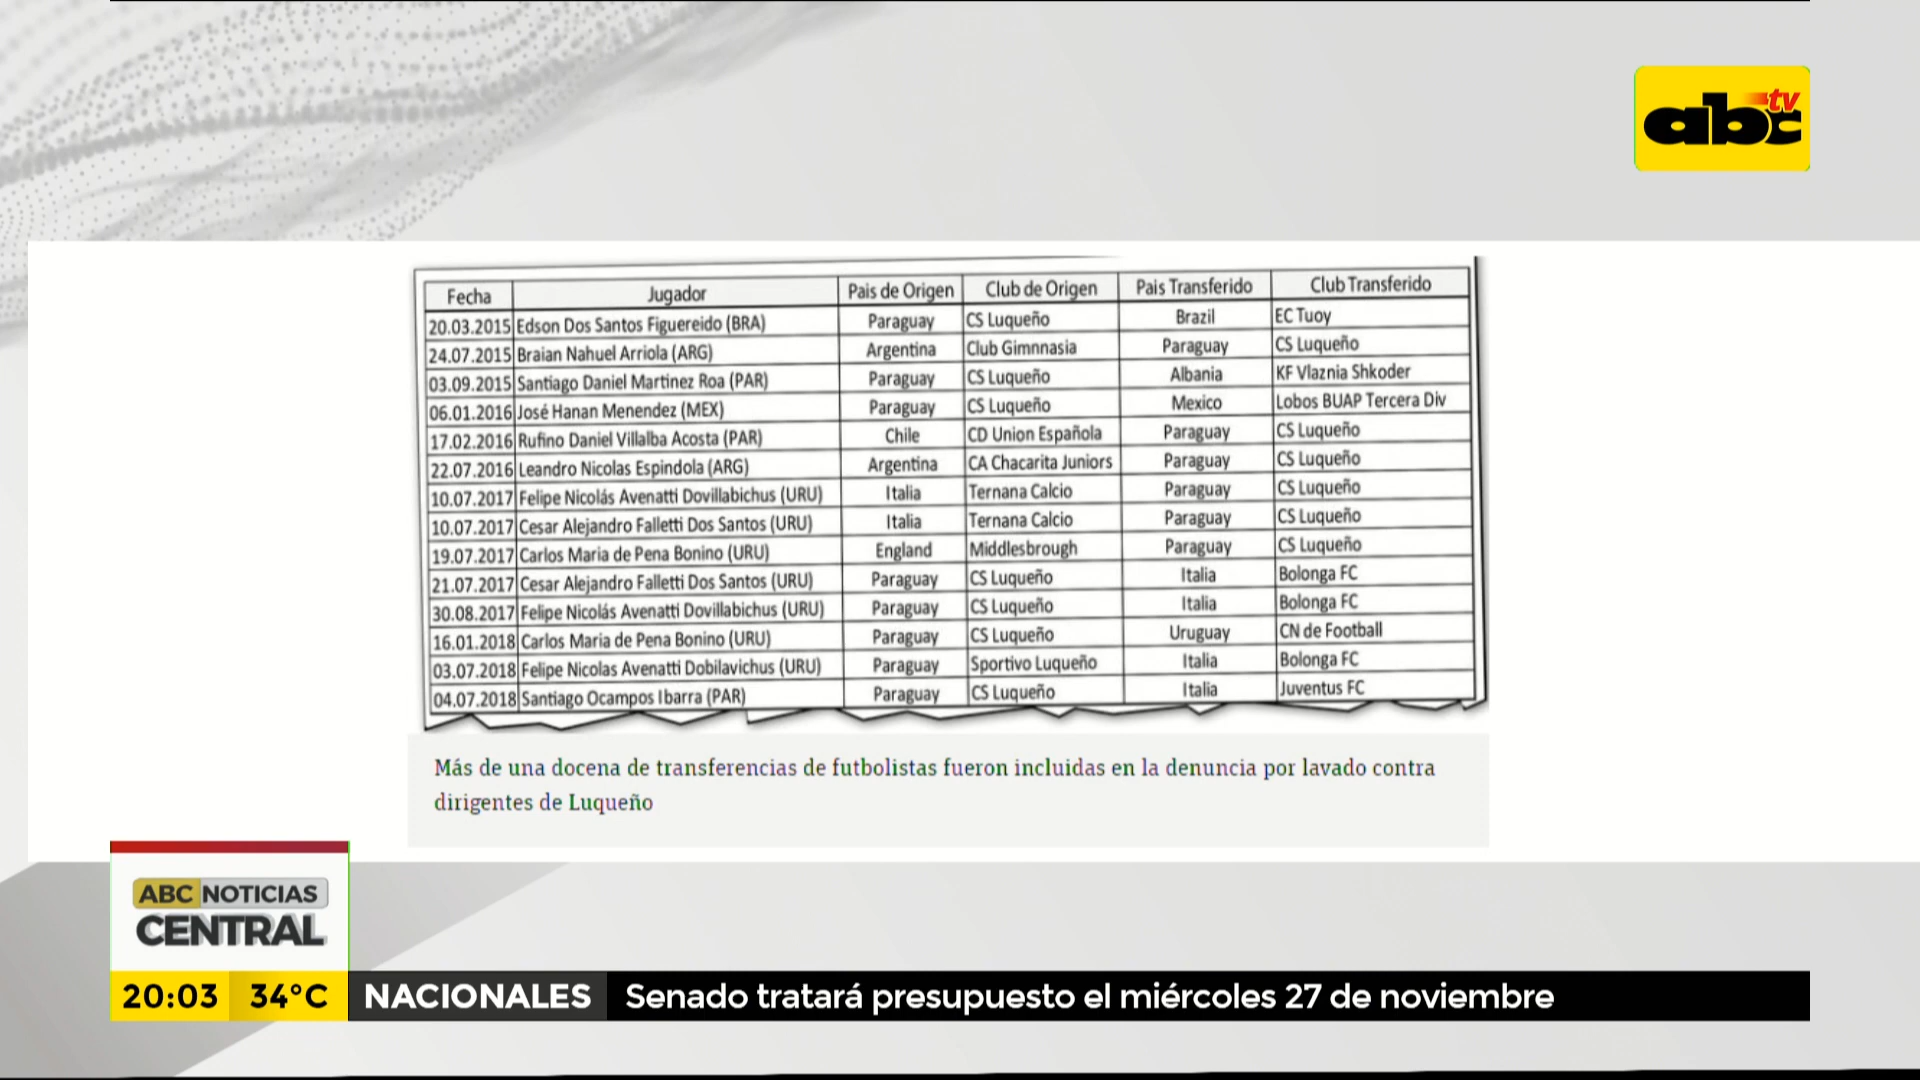 abc tv
Fecha Jugador Pais de Origen Club de Origen Pais Transferido Club Transferido
20.03.2015 Edson Dos Santos Figuereido (BRA) Paraguay CS Luqueño Brazil EC Tuoy
24.07.2015 Braian Nahuel Arriola (ARG) Argentina Club Gimnnasia Paraguay CS Luqueño
03.09.2015 Santiago Daniel Martinez Roa (PAR) Paraguay CS Luqueño Albania KF Vlaznia Shkoder
06.01.2016 José Hanan Menendez (MEX) Paraguay CS Luqueño Mexico Lobos BUAP Tercera Div
17.02.2016 Rufino Daniel Villalba Acosta (PAR) Chile CD Union Española Paraguay CS Luqueño
22.07.2016 Leandro Nicolas Espindola (ARG) Argentina CA Chacarita Juniors Paraguay CS Luqueño
10.07.2017 Felipe Nicolás Avenatti Dovillabichus (URU) Italia Ternana Calcio Paraguay CS Luqueño
10.07.2017 Cesar Alejandro Falletti Dos Santos (URU) Italia Ternana Calcio Paraguay CS Luqueño
19.07.2017 Carlos Maria de Pena Bonino (URU) England Middlesbrough Paraguay CS Luqueño
21.07.2017 Cesar Alejandro Falletti Dos Santos (URU) Paraguay CS Luqueño Italia Bolonga FC
30.08.2017 Felipe Nicolás Avenatti Dovillabichus (URU) Paraguay CS Luqueño Italia Bolonga FC
16.01.2018 Carlos Maria de Pena Bonino (URU) Paraguay CS Luqueño Uruguay CN de Football
03.07.2018 Felipe Nicolas Avenatti Dobilavichus (URU) Paraguay Sportivo Luqueño Italia Bolonga FC
04.07.2018 Santiago Ocampos Ibarra (PAR) Paraguay CS Luqueño Italia Juventus FC
Más de una docena de transferencias de futbolistas fueron incluidas en la denuncia por lavado contra
dirigentes de Luqueño
ABC NOTICIAS
CENTRAL
20:03 34°C NACIONALES Senado tratará presupuesto el miércoles 27 de noviembre